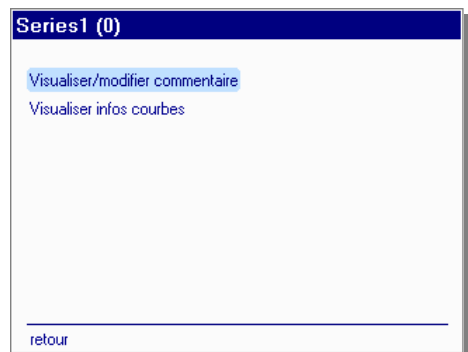 Series1 (0)
Visualiser/modifier commentaire
Visualiser infos courbes
retour